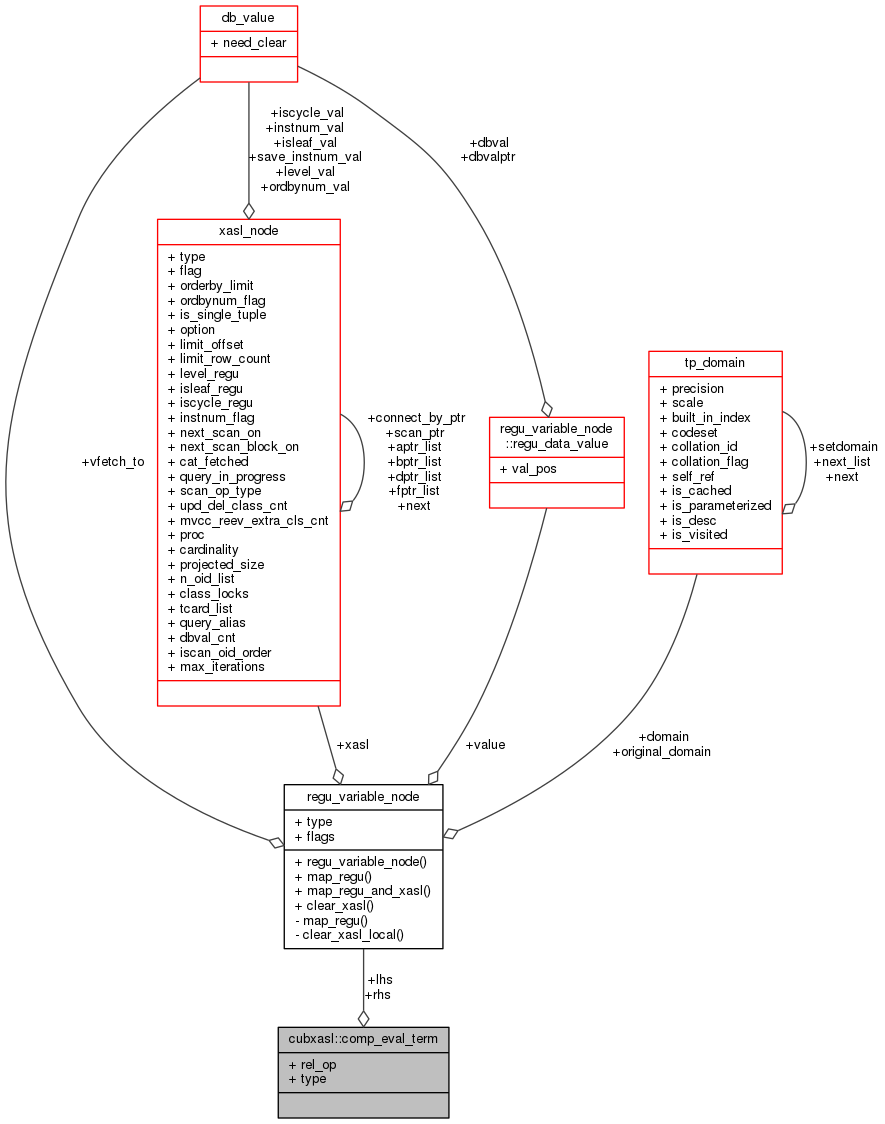 db_value
+ need_clear
+iscycle_val
+instnum_val
+isleaf_val
+save_instnum_val
+level_val
+ordbynum_val
+dbval
+dbvalptr
xasl_node
+ type
+ flag
+ orderby_limit
+ ordbynum_flag
+ is_single_tuple
+ option
+ limit_offset
+ limit_row_count
+ level_regu
+ isleaf_regu
+ iscycle_regu
+ instnum_flag
+ next_scan_on
+ next_scan_block_on
+ cat_fetched
+ query_in_progress
+ scan_op_type
+ upd_del_class_cnt
+ mvcc_reev_extra_cls_cnt
+ proc
+ cardinality
+ projected_size
+ n_oid_list
+ class_locks
+ tcard_list
+ query_alias
+ dbval_cnt
+ iscan_oid_order
+ max_iterations
+connect_by_ptr
+scan_ptr
+aptr_list
+bptr_list
+dptr_list
+fptr_list
+next
regu_variable_node
::regu_data_value
+ val_pos
tp_domain
+ precision
+ scale
+ built_in_index
+ codeset
+ collation_id
+ collation_flag
+ self_ref
+ is_cached
+ is_parameterized
+ is_desc
+ is_visited
+setdomain
+next_list
+next
+vfetch_to
+xasl
+value
+domain
+original_domain
regu_variable_node
+ type
+ flags
+ regu_variable_node()
+ map_regu()
+ map_regu_and_xasl()
+ clear_xasl()
- map_regu()
- clear_xasl_local()
+lhs
+rhs
cubxasl::comp_eval_term
+ rel_op
+ type